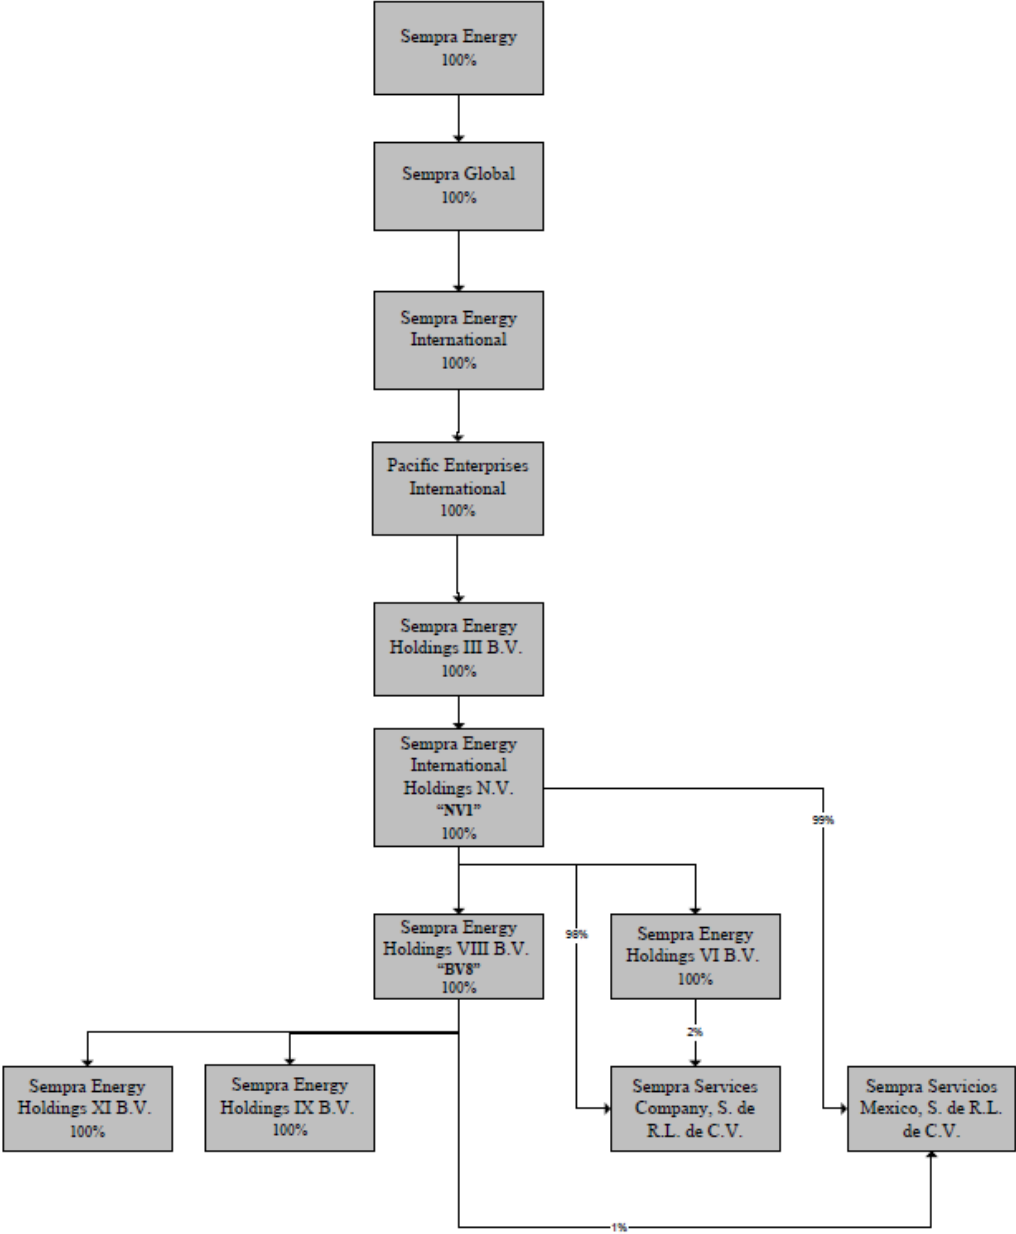 Sempra Energy
100%
Sempra Global
100%
Sempra Energy
International
100%
Pacific Enterprises
International
100%
Sempra Energy
Holdings III B.V.
100%
Sempra Energy
International
Holdings N.V.
“NV1”
100%
99%
Sempra Energy
Holdings VIII B.V.
“BV8”
100%
98%
Sempra Energy
Holdings VI B.V.
100%
2%
Sempra Energy
Holdings XI B.V.
100%
Sempra Energy
Holdings IX B.V.
100%
Sempra Services
Company, S. de
R.L. de C.V.
Sempra Servicios
Mexico, S. de R.L.
de C.V.
1%